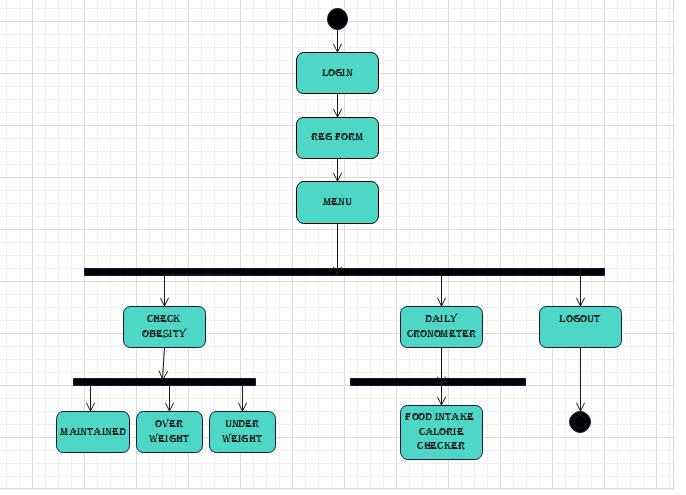 LOGIN
REG FORM
MENU
CHECK
OBESITY
DAILY
CRONOMETER
LOGOUT
MAINTAINED
OVER
WEIGHT
UNDER
WEIGHT
FOOD INTAKE
CALORIE
CHECKER